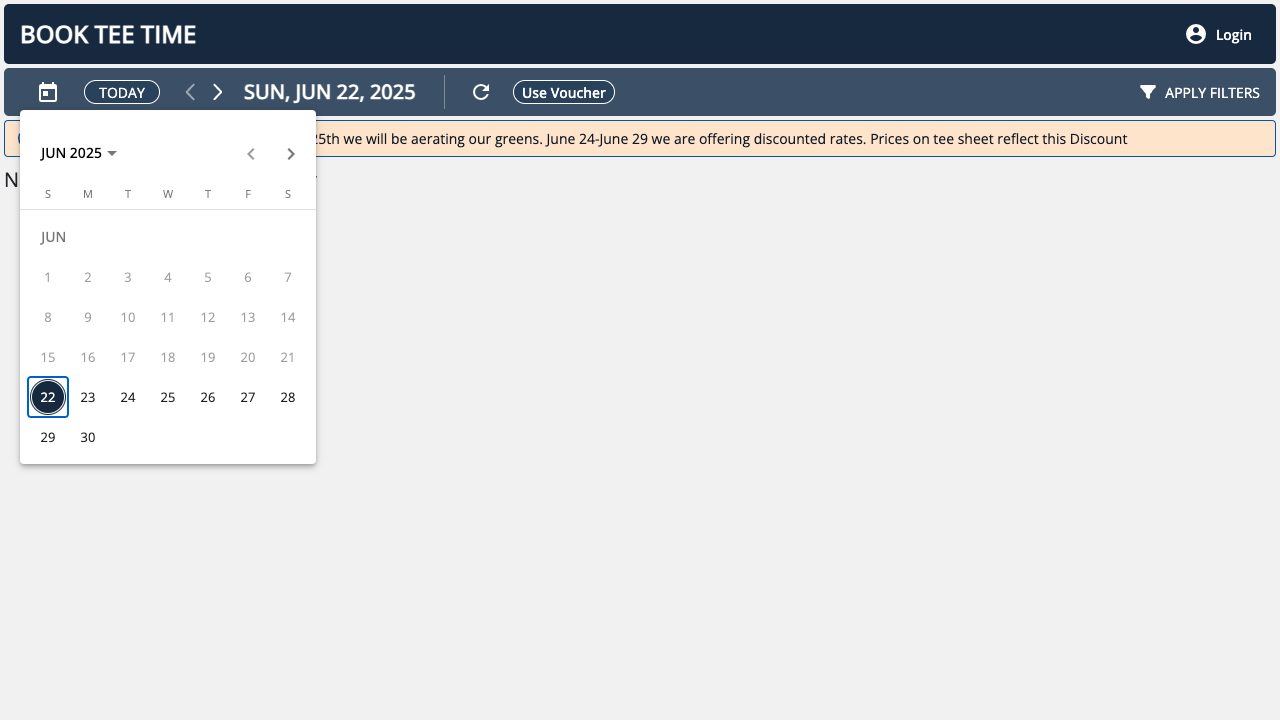 BOOK TEE TIME
Login
TODAY
SUN, JUN 22, 2025
Use Voucher
APPLY FILTERS
25th we will be aerating our greens. June 24-June 29 we are offering discounted rates. Prices on tee sheet reflect this Discount
JUN 2025
S M T W T F S
JUN
1 2 3 4 5 6 7
8 9 10 11 12 13 14
15 16 17 18 19 20 21
22 23 24 25 26 27 28
29 30